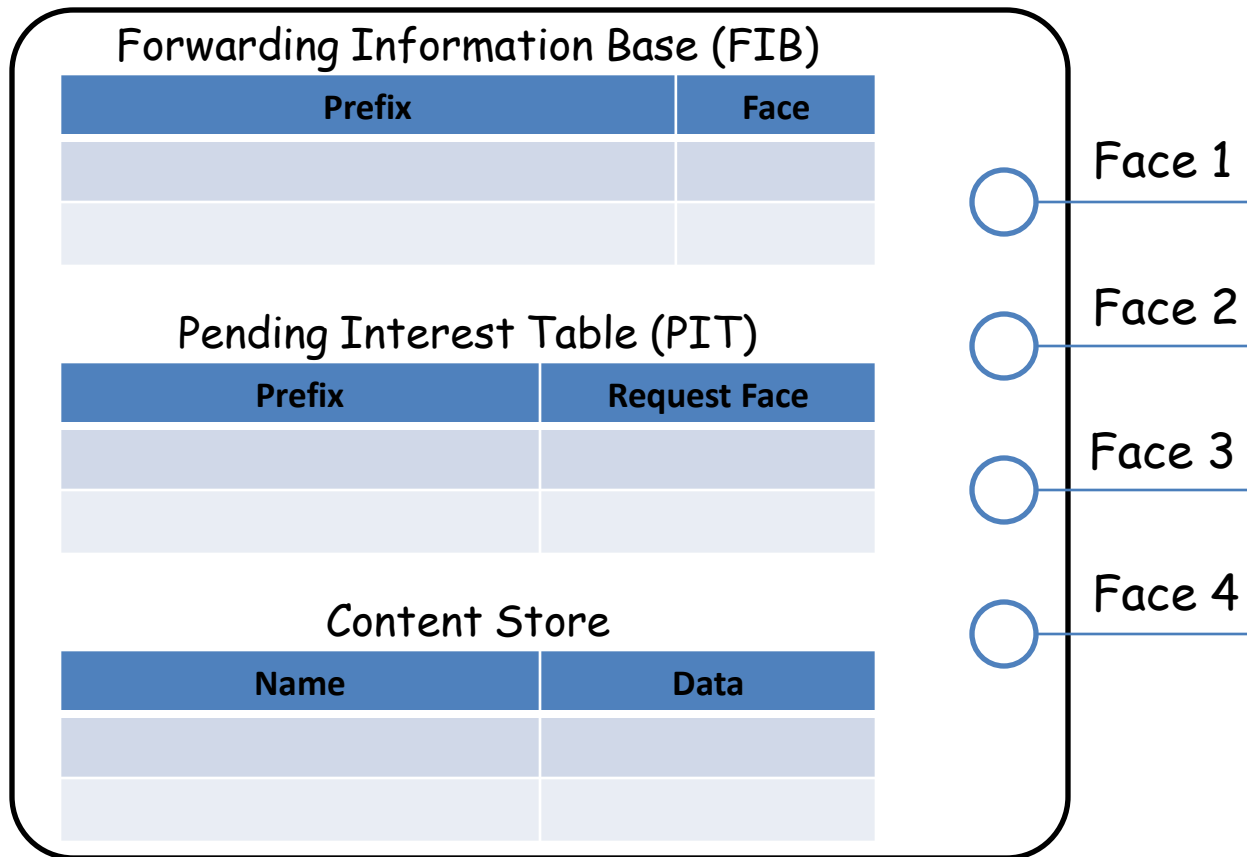 Forwarding Information Base (FIB)
Prefix Face
Face 1
Face 2
Pending Interest Table (PIT)
Prefix Request Face
Face 3
Face 4
Content Store
Name Data